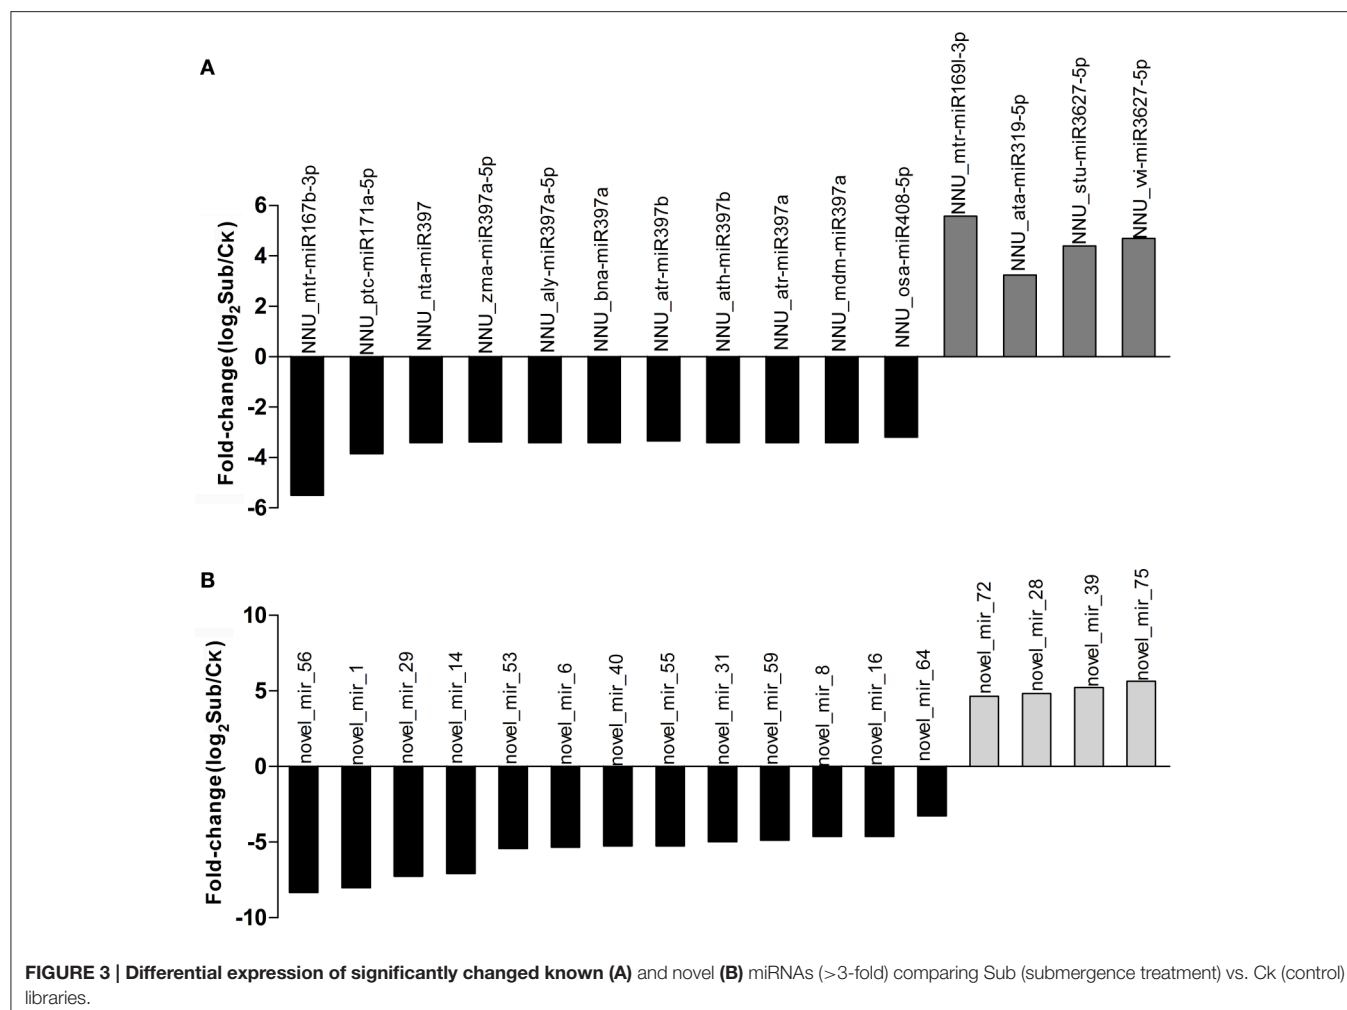 A
Fold-change (log2Sub/Ck)
6
4
2
0
-2
-4
-6
NNU_mtr-miR167b-3p
NNU_ptc-miR171a-5p
NNU_nta-miR397
NNU_zma-miR397a-5p
NNU_aly-miR397a-5p
NNU_bna-miR397a
NNU_atr-miR397b
NNU_ath-miR397b
NNU_atr-miR397a
NNU_mdm-miR397a
NNU_osa-miR408-5p
NNU_mtr-miR169l-3p
NNU_ata-miR319-5p
NNU_stu-miR3627-5p
NNU_wi-miR3627-5p
B
Fold-change (log2Sub/Ck)
10
5
0
-5
-10
novel_mir_56
novel_mir_1
novel_mir_29
novel_mir_14
novel_mir_53
novel_mir_6
novel_mir_40
novel_mir_55
novel_mir_31
novel_mir_59
novel_mir_8
novel_mir_16
novel_mir_64
novel_mir_72
novel_mir_28
novel_mir_39
novel_mir_75
FIGURE 3 | Differential expression of significantly changed known (A) and novel (B) miRNAs (>3-fold) comparing Sub (submergence treatment) vs. Ck (control)
libraries.